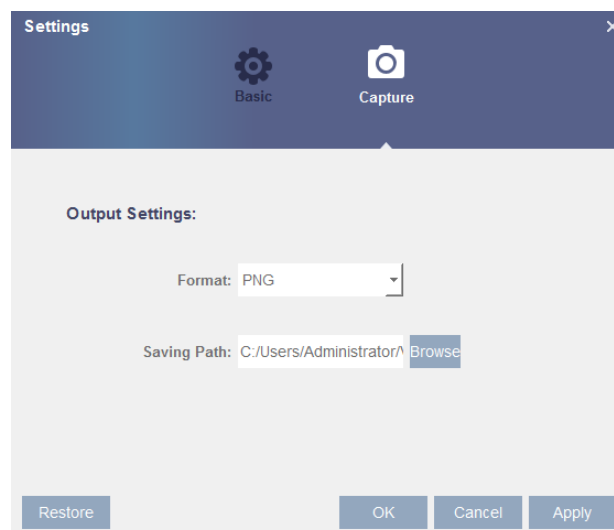 Settings
Basic
Capture
Output Settings:
Format: PNG
Saving Path: C:/Users/Administrator/ Browse
Restore OK Cancel Apply